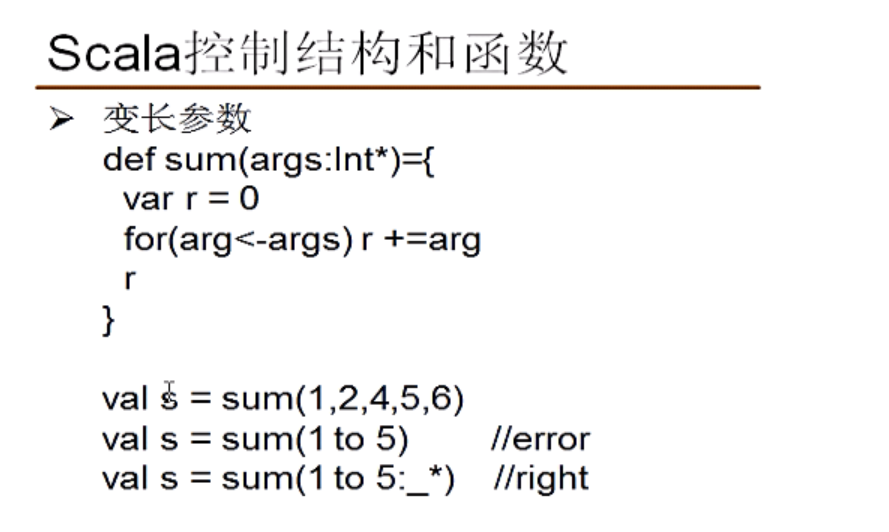 Scala控制结构和函数
➢ 变长参数
def sum(args:Int*)={
var r = 0
for(arg<-args) r +=arg
r
}
val s = sum(1,2,4,5,6)
val s = sum(1 to 5) //error
val s = sum(1 to 5:_*) //right